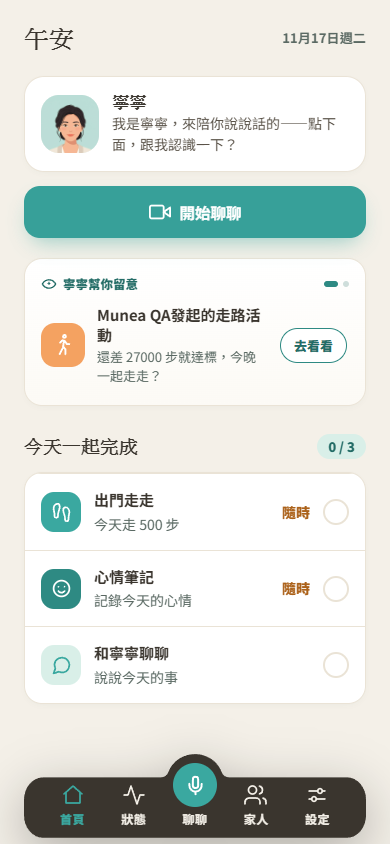 午安
11月17日週二
寧寧
我是寧寧，來陪你說說話的——點下
面，跟我認識一下？
開始聊聊
寧寧幫你留意
Munea QA發起的走路活
動
還差 27000 步就達標，今晚
一起走走？
去看看
今天一起完成
0 / 3
出門走走
今天走 500 步
隨時
心情筆記
記錄今天的心情
隨時
和寧寧聊聊
說說今天的事
首頁
狀態
聊聊
家人
設定